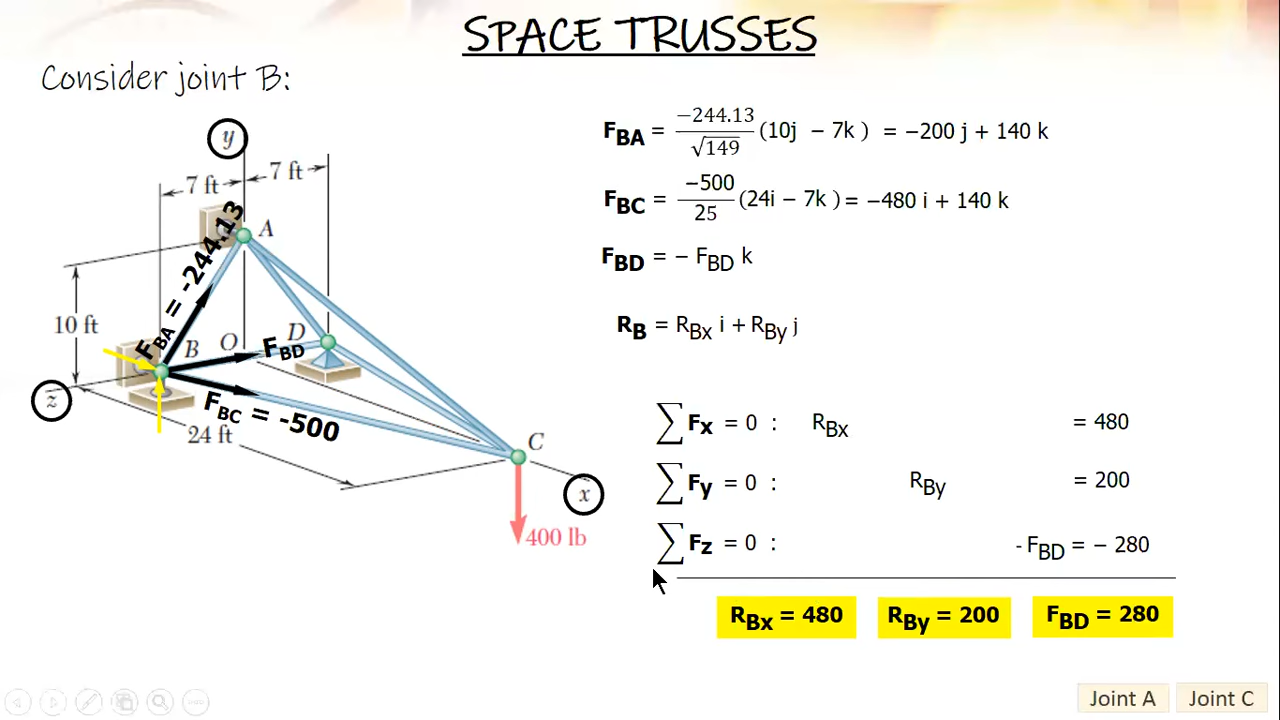 SPACE TRUSSES
Consider joint B:
y
7 ft
7 ft
A
F_BA = -244.13
10 ft
B
O
D
F_BD
z
F_BC = -500
24 ft
C
x
400 lb
F_BA = −244.13/√149 (10j − 7k ) = −200 j + 140 k
F_BC = −500/25 (24i − 7k ) = −480 i + 140 k
F_BD = − F_BD k
R_B = R_Bx i + R_By j
∑ Fx = 0 : R_Bx = 480
∑ Fy = 0 : R_By = 200
∑ Fz = 0 : - F_BD = − 280
R_Bx = 480 R_By = 200 F_BD = 280
Joint A Joint C